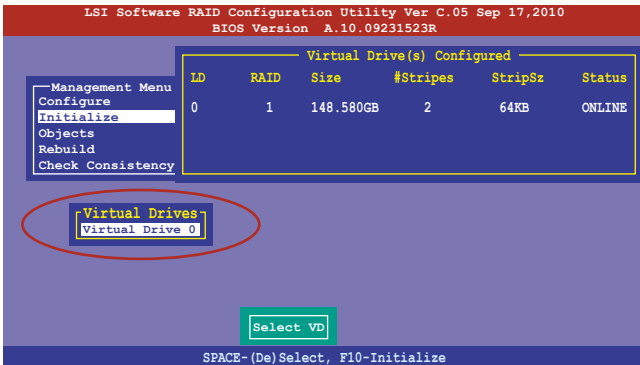 LSI Software RAID Configuration Utility Ver C.05 Sep 17,2010
BIOS Version A.10.09231523R
Virtual Drive(s) Configured
LD RAID Size #Stripes StripSz Status
0 1 148.580GB 2 64KB ONLINE
Management Menu
Configure
Initialize
Objects
Rebuild
Check Consistency
Virtual Drives
Virtual Drive 0
Select VD
SPACE-(De)Select, F10-Initialize